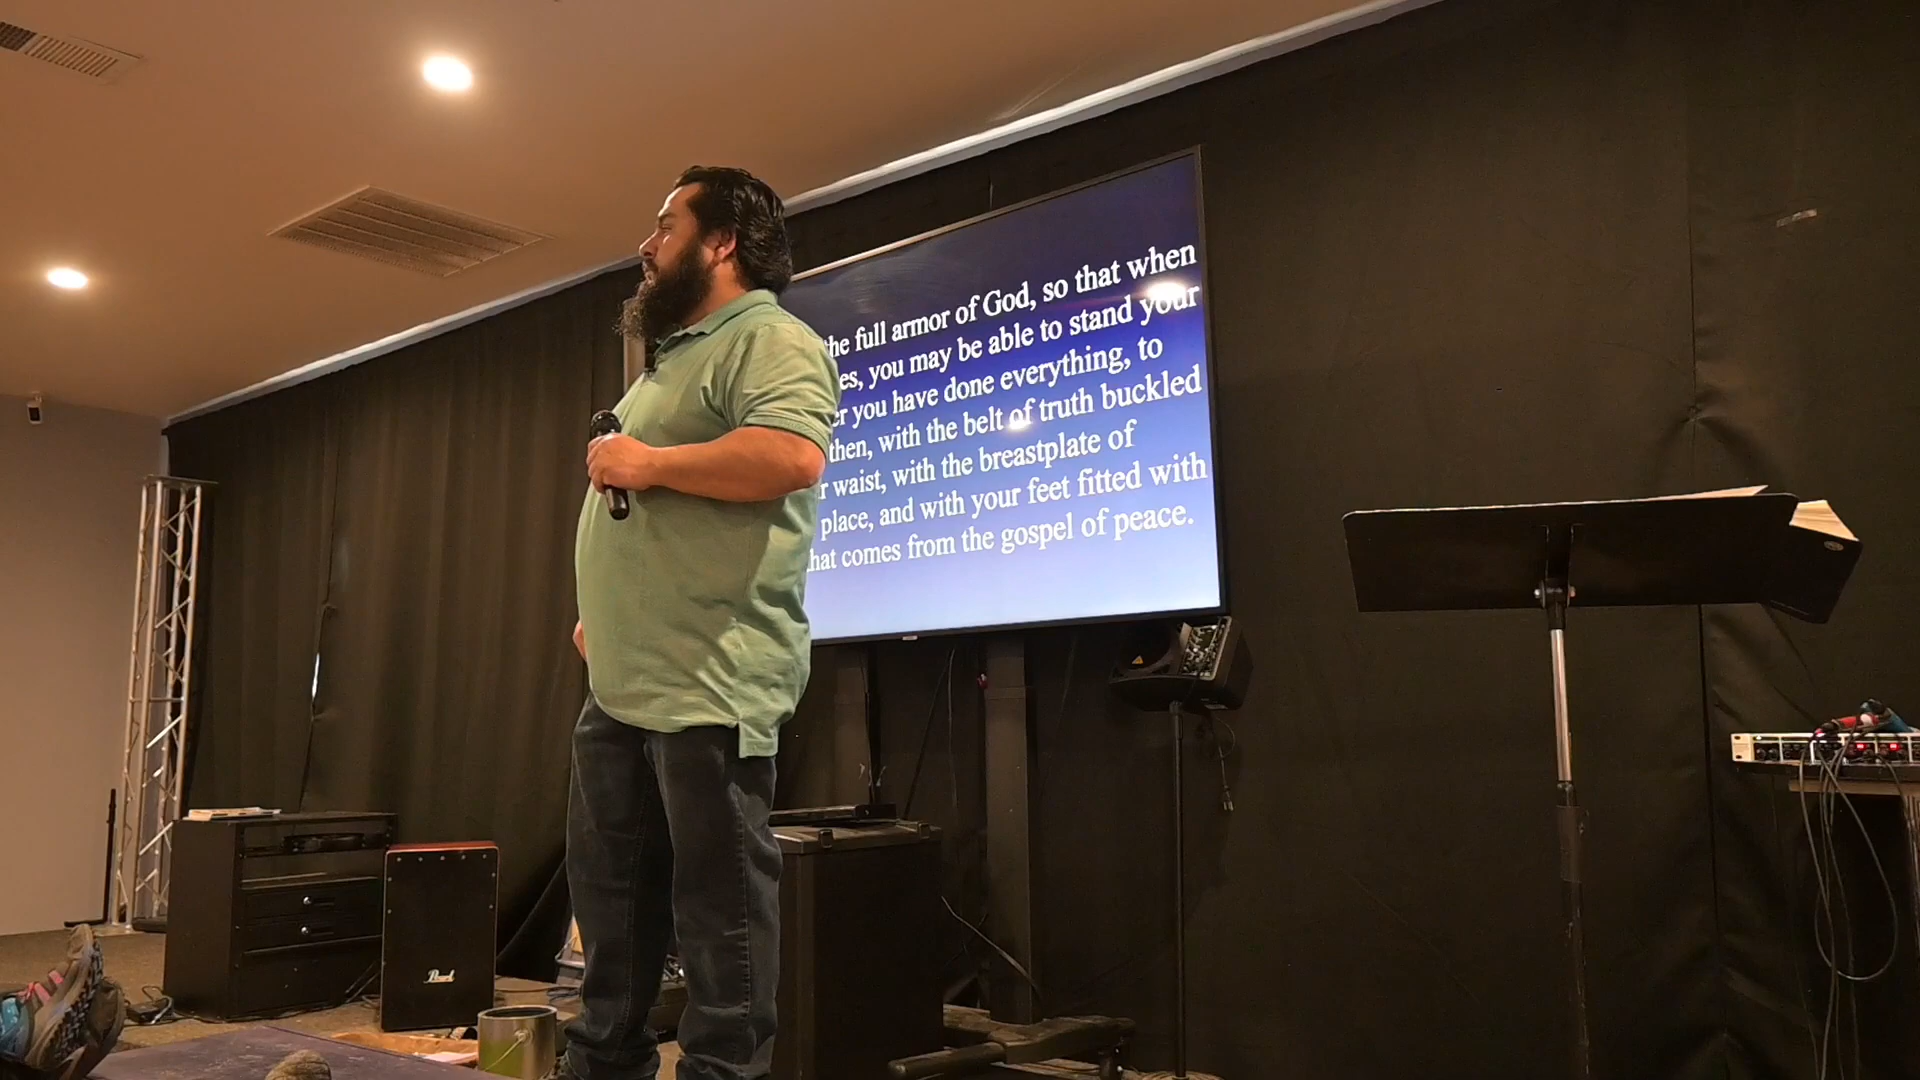 the full armor of God, so that when
you may be able to stand your
you have done everything, to
then, with the belt of truth buckled
waist, with the breastplate of
place, and with your feet fitted with
that comes from the gospel of peace.
Pearl